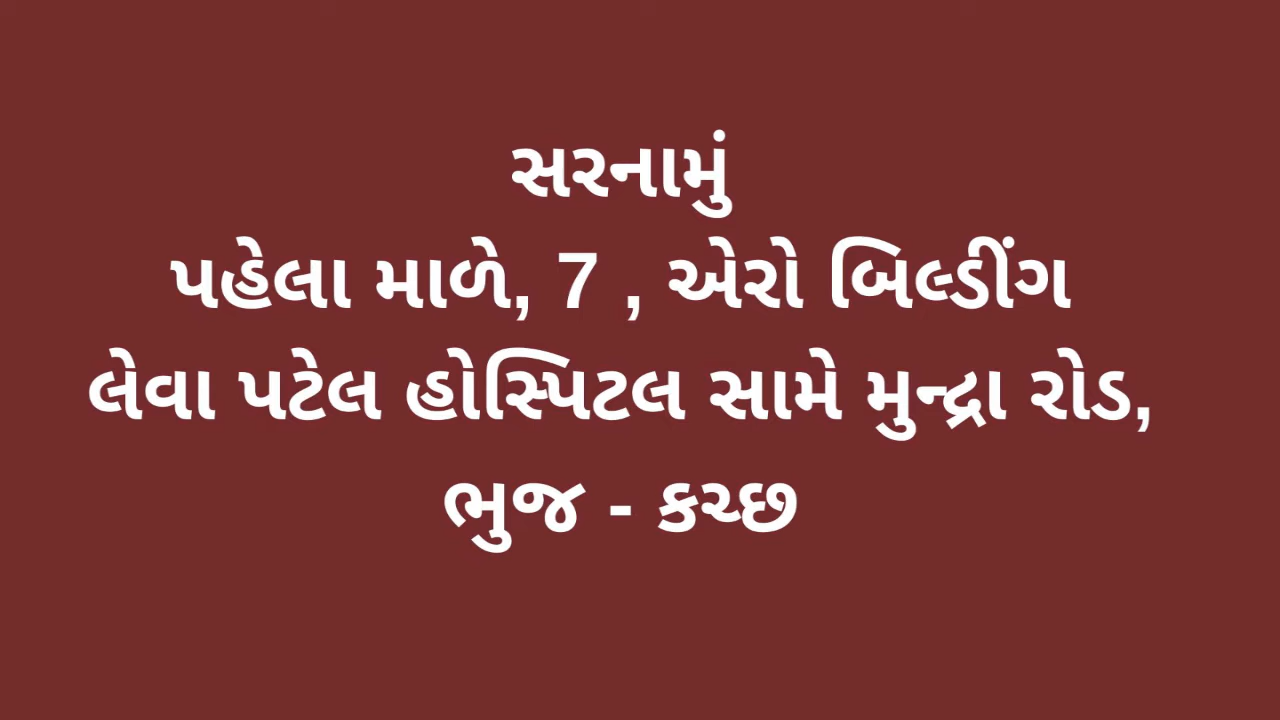 સરનામું
પહેલા માળે, 7 , એરો બિલ્ડીંગ
લેવા પટેલ હોસ્પિટલ સામે મુન્દ્રા રોડ,
ભુજ - કચ્છ